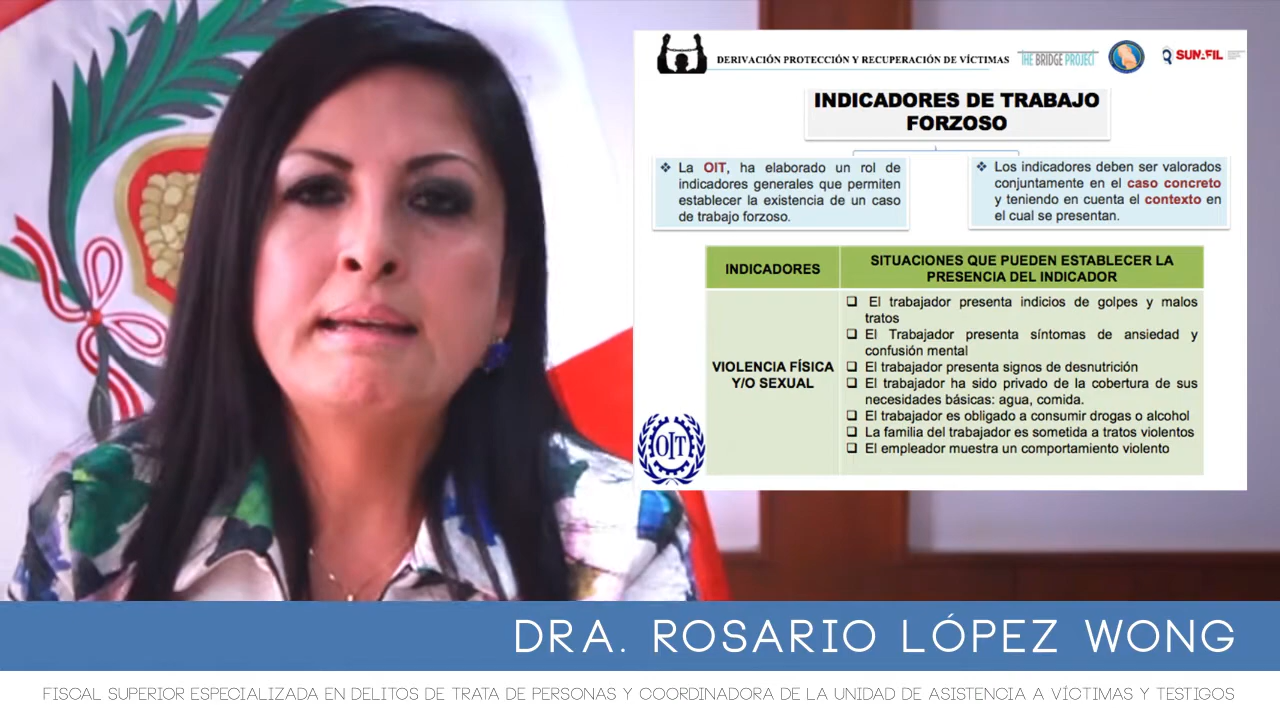 DERIVACIÓN PROTECCIÓN Y RECUPERACIÓN DE VÍCTIMAS
THE BRIDGE PROJECT
SUNAFIL
INDICADORES DE TRABAJO
FORZOSO
❖ La OIT, ha elaborado un rol de
indicadores generales que permiten
establecer la existencia de un caso
de trabajo forzoso.
❖ Los indicadores deben ser valorados
conjuntamente en el caso concreto
y teniendo en cuenta el contexto en
el cual se presentan.
INDICADORES
SITUACIONES QUE PUEDEN ESTABLECER LA
PRESENCIA DEL INDICADOR
VIOLENCIA FÍSICA
Y/O SEXUAL
❑ El trabajador presenta indicios de golpes y malos
tratos
❑ El Trabajador presenta síntomas de ansiedad y
confusión mental
❑ El trabajador presenta signos de desnutrición
❑ El trabajador ha sido privado de la cobertura de sus
necesidades básicas: agua, comida.
❑ El trabajador es obligado a consumir drogas o alcohol
❑ La familia del trabajador es sometida a tratos violentos
❑ El empleador muestra un comportamiento violento
OIT
DRA. ROSARIO LÓPEZ WONG
FISCAL SUPERIOR ESPECIALIZADA EN DELITOS DE TRATA DE PERSONAS Y COORDINADORA DE LA UNIDAD DE ASISTENCIA A VÍCTIMAS Y TESTIGOS